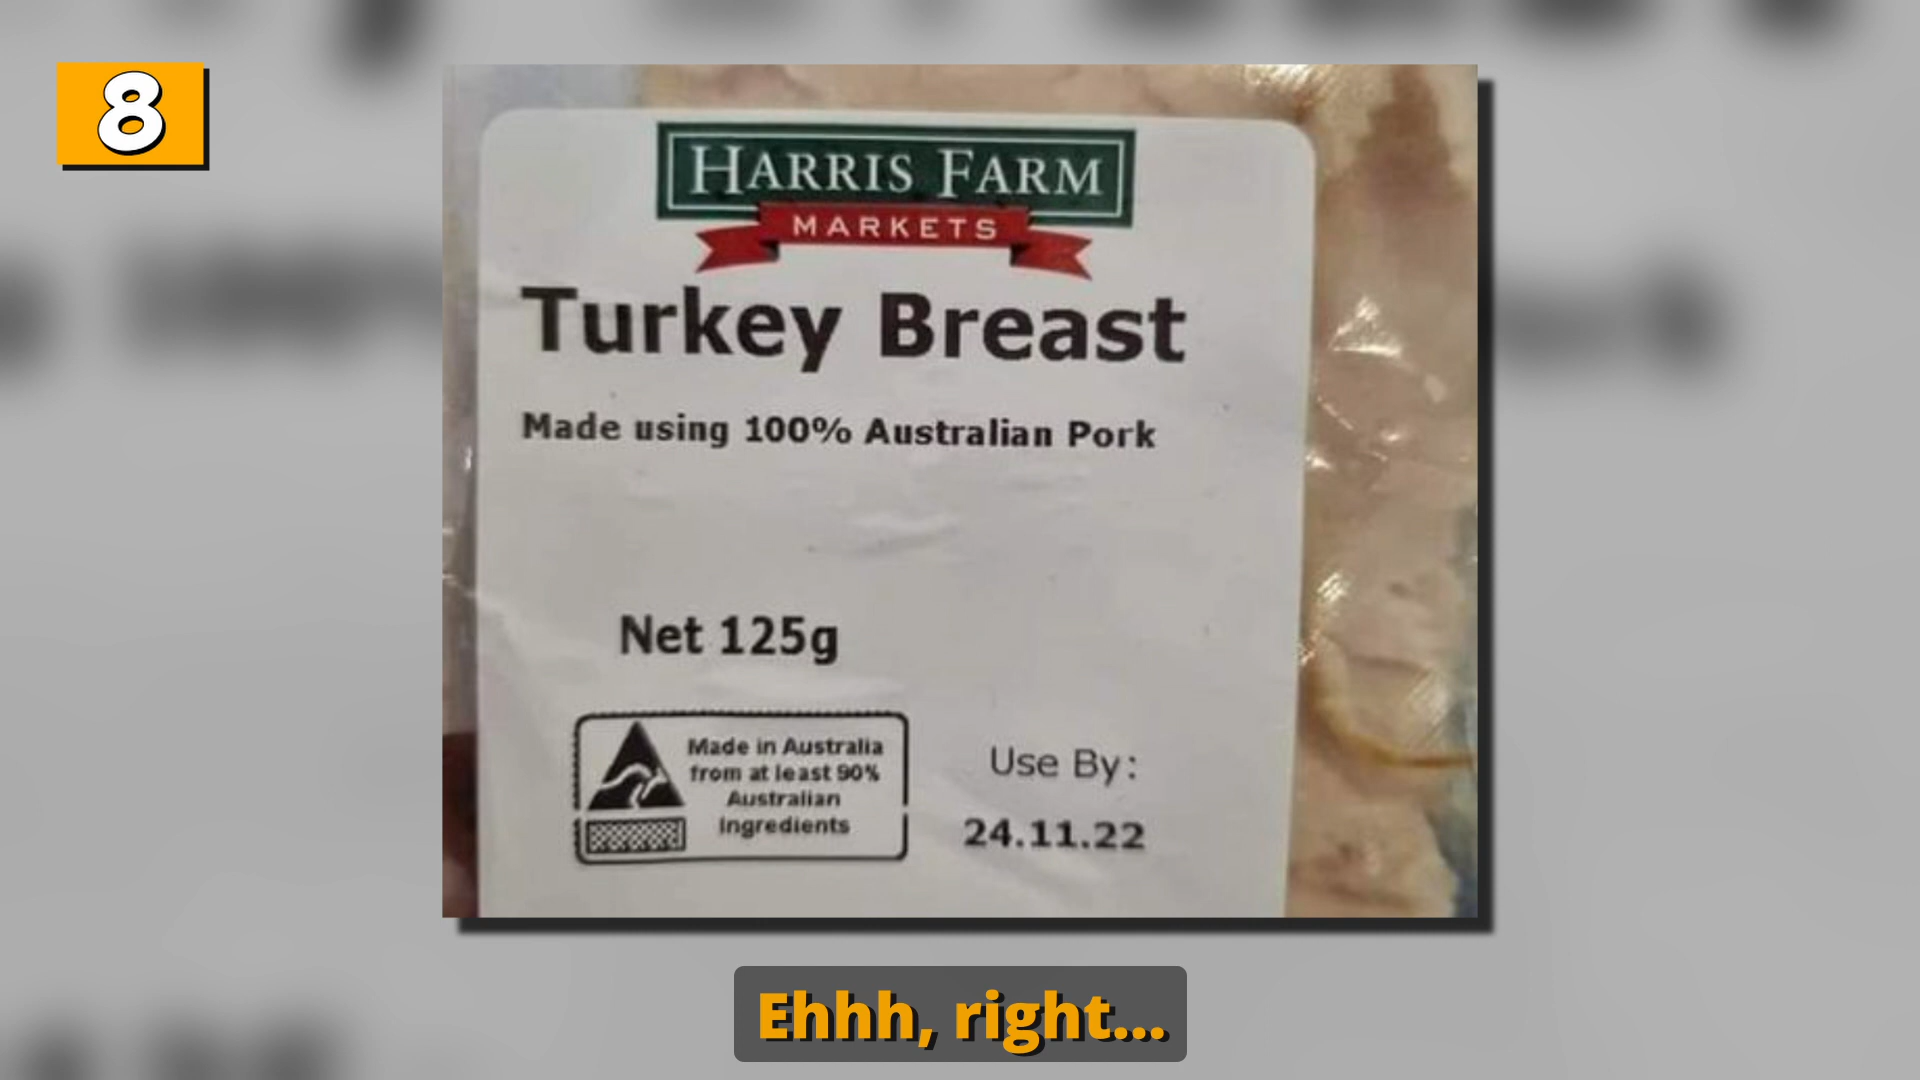 8
HARRIS FARM
MARKETS
Turkey Breast
Made using 100% Australian Pork
Net 125g
Made in Australia
from at least 90%
Australian
Ingredients
Use By:
24.11.22
Ehhh, right...